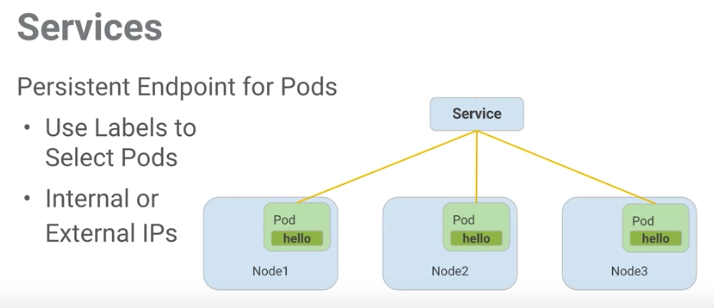 Services
Persistent Endpoint for Pods
• Use Labels to
Select Pods
• Internal or
External IPs
Service
Pod
hello
Node1
Pod
hello
Node2
Pod
hello
Node3